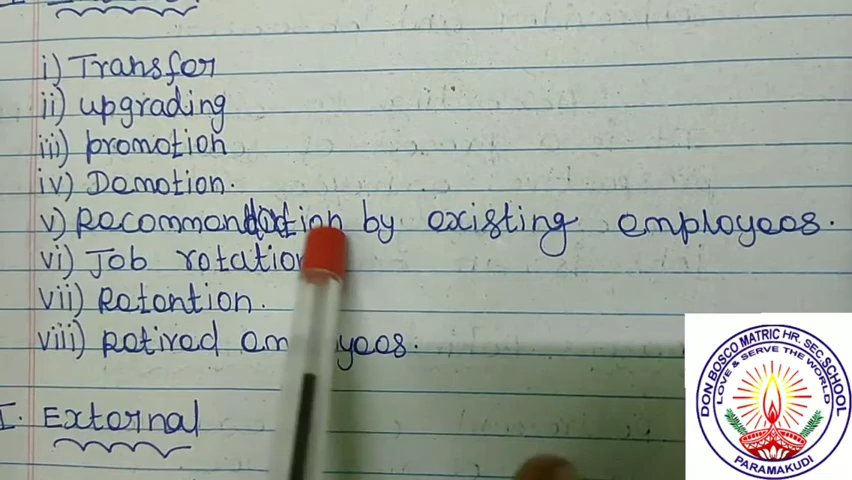 i) Transfer
ii) upgrading
iii) promotion
iv) Demotion.
v) Recommendation by existing employees.
vi) Job rotation
vii) Retention.
viii) Retired employees.
I. External
DON BOSCO MATRIC HR. SEC. SCHOOL
LOVE & SERVE THE WORLD
PARAMAKUDI